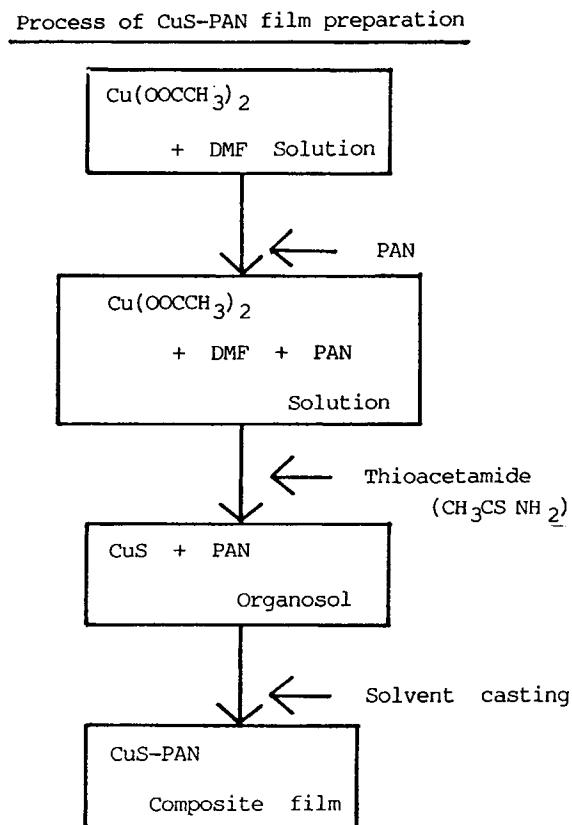 Process of CuS-PAN film preparation
Cu(OOCCH3)2
+ DMF Solution
PAN
Cu(OOCCH3)2
+ DMF + PAN
Solution
Thioacetamide
(CH3CS NH2)
CuS + PAN
Organosol
Solvent casting
CuS-PAN
Composite film